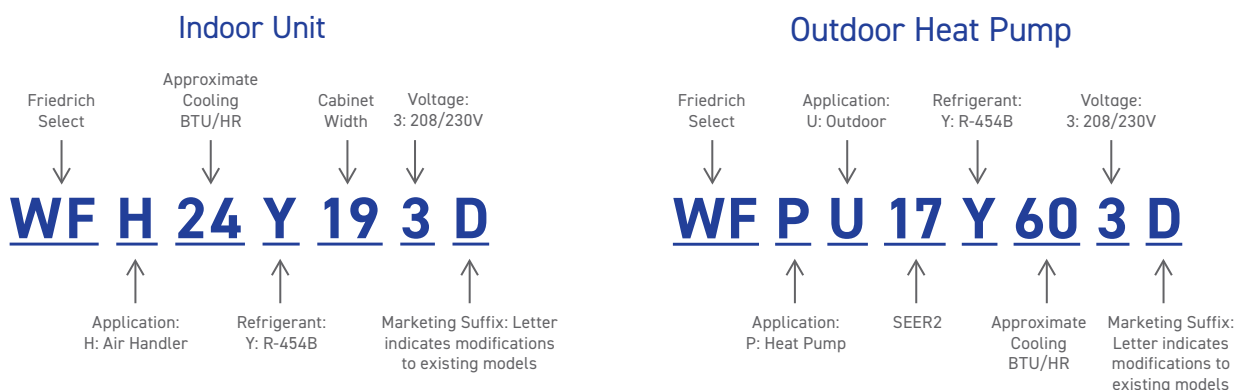 Indoor Unit
Friedrich
Select
Approximate
Cooling
BTU/HR
Cabinet
Width
Voltage:
3: 208/230V
WF H 24 Y 19 3 D
Application:
H: Air Handler
Refrigerant:
Y: R-454B
Marketing Suffix: Letter
indicates modifications
to existing models
Outdoor Heat Pump
Friedrich
Select
Application:
U: Outdoor
Refrigerant:
Y: R-454B
Voltage:
3: 208/230V
WF P U 17 Y 60 3 D
Application:
P: Heat Pump
SEER2
Approximate
Cooling
BTU/HR
Marketing Suffix:
Letter indicates
modifications to
existing models